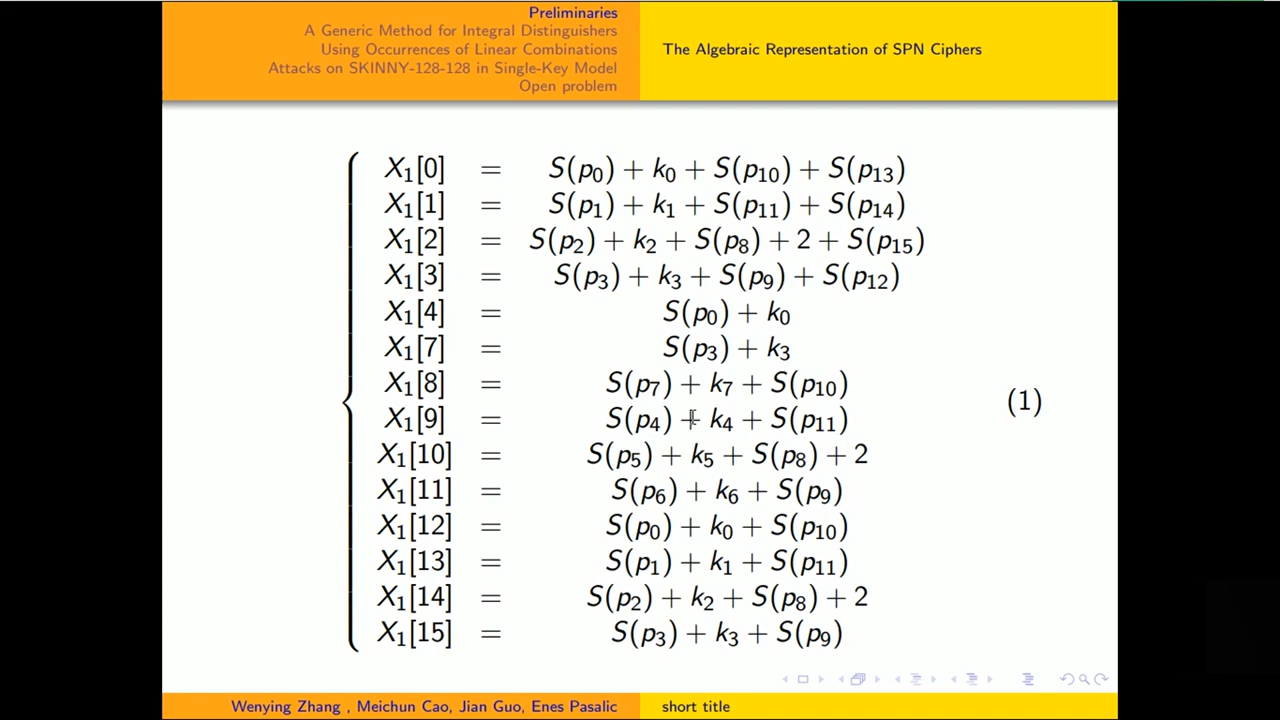 Preliminaries
A Generic Method for Integral Distinguishers
Using Occurrences of Linear Combinations
Attacks on SKINNY-128-128 in Single-Key Model
Open problem
The Algebraic Representation of SPN Ciphers
X₁[0] = S(p₀) + k₀ + S(p₁₀) + S(p₁₃)
X₁[1] = S(p₁) + k₁ + S(p₁₁) + S(p₁₄)
X₁[2] = S(p₂) + k₂ + S(p₈) + 2 + S(p₁₅)
X₁[3] = S(p₃) + k₃ + S(p₉) + S(p₁₂)
X₁[4] = S(p₀) + k₀
X₁[7] = S(p₃) + k₃
X₁[8] = S(p₇) + k₇ + S(p₁₀)
X₁[9] = S(p₄) + k₄ + S(p₁₁)
X₁[10] = S(p₅) + k₅ + S(p₈) + 2
X₁[11] = S(p₆) + k₆ + S(p₉)
X₁[12] = S(p₀) + k₀ + S(p₁₀)
X₁[13] = S(p₁) + k₁ + S(p₁₁)
X₁[14] = S(p₂) + k₂ + S(p₈) + 2
X₁[15] = S(p₃) + k₃ + S(p₉)
(1)
Wenying Zhang , Meichun Cao, Jian Guo, Enes Pasalic
short title